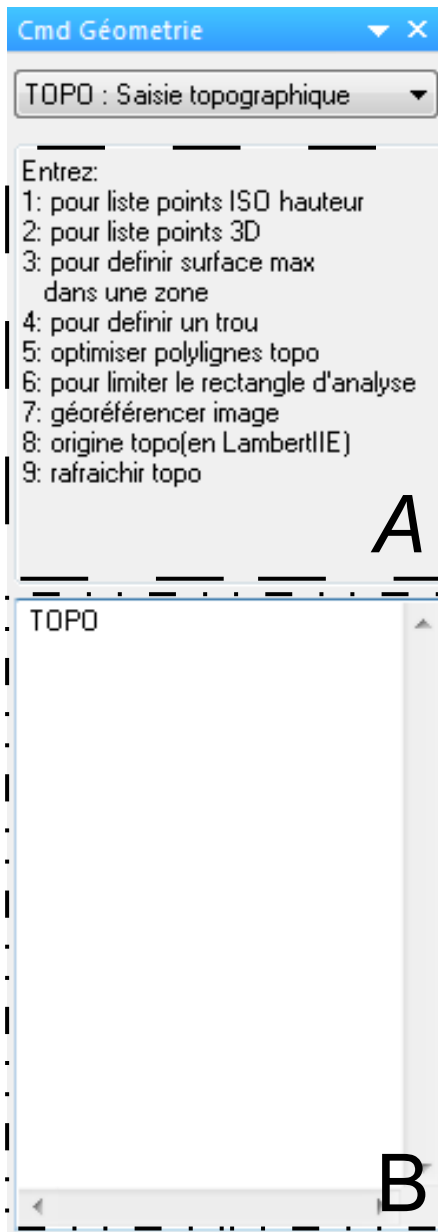 Cmd Géometrie
TOPO : Saisie topographique
Entrez:
1: pour liste points ISO hauteur
2: pour liste points 3D
3: pour definir surface max
dans une zone
4: pour définir un trou
5: optimiser polylignes topo
6: pour limiter le rectangle d'analyse
7: géoréférencer image
8: origine topo(en LambertIIE)
9: rafraichir topo
A
TOPO
B